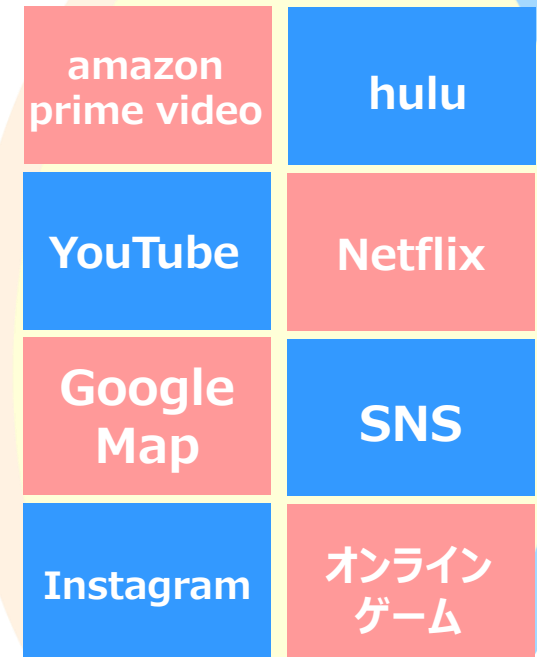 amazon
prime video
hulu
YouTube
Netflix
Google
Map
SNS
Instagram
オンライン
ゲーム